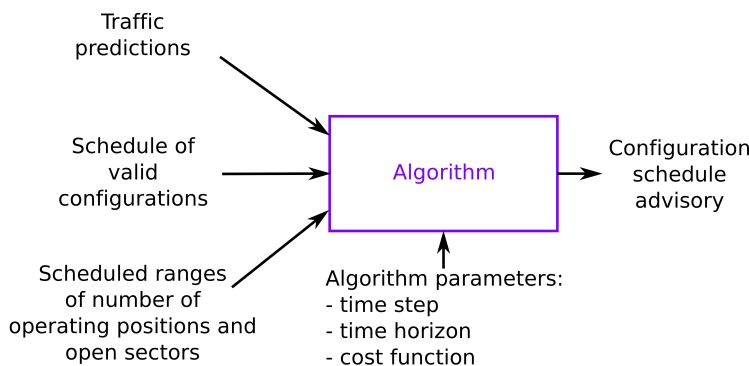 Traffic
predictions
Schedule of
valid
configurations
Scheduled ranges
of number of
operating positions and
open sectors
Algorithm
Algorithm parameters:
- time step
- time horizon
- cost function
Configuration
schedule
advisory